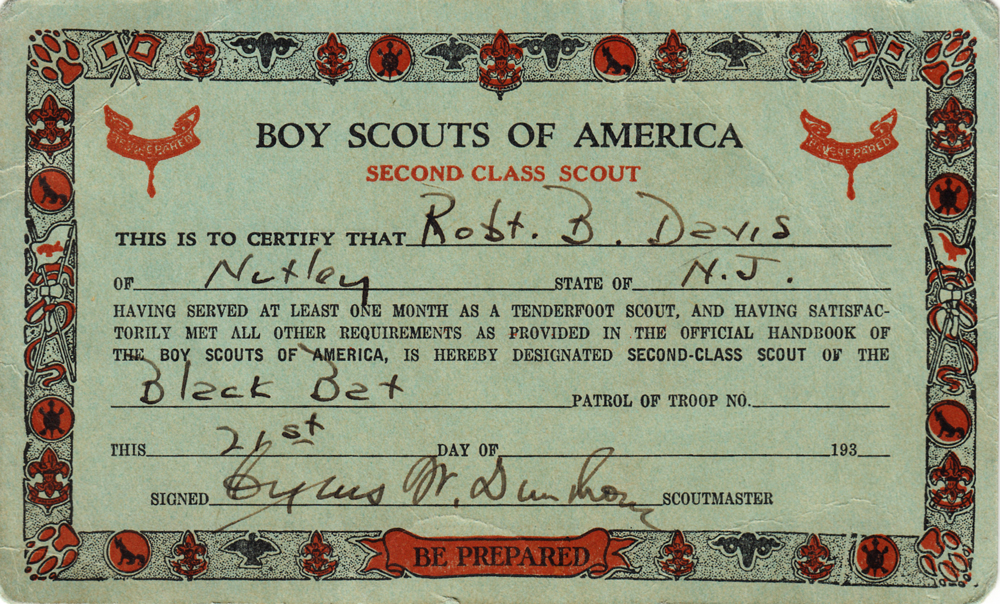 BOY SCOUTS OF AMERICA
BE PREPARED
BE PREPARED
SECOND CLASS SCOUT
THIS IS TO CERTIFY THAT Robt. B. Davis
OF Nutley STATE OF N.J.
HAVING SERVED AT LEAST ONE MONTH AS A TENDERFOOT SCOUT, AND HAVING SATISFAC-
TORILY MET ALL OTHER REQUIREMENTS AS PROVIDED IN THE OFFICIAL HANDBOOK OF
THE BOY SCOUTS OF AMERICA, IS HEREBY DESIGNATED SECOND-CLASS SCOUT OF THE
Black Bat PATROL OF TROOP NO.
THIS 21st DAY OF 193
SIGNED Cyrus W. SCOUTMASTER
BE PREPARED